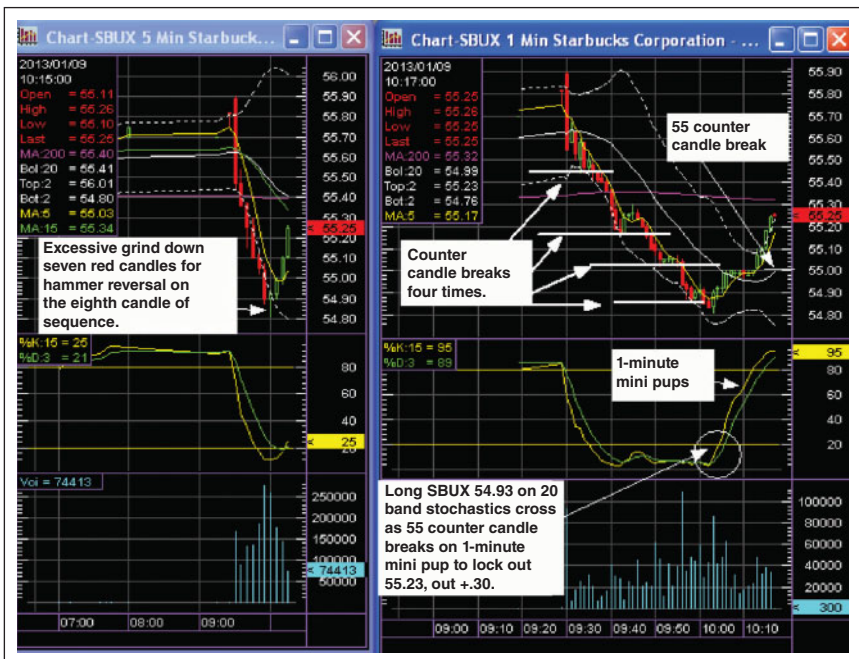 Chart-SBUX 5 Min Starbuck...
2013/01/09
10:15:00
Open = 55.11
High = 55.26
Low = 55.10
Last = 55.25
MA:200 = 55.40
Bol:20 = 55.41
Top:2 = 56.01
Bot:2 = 54.80
MA:5 = 55.03
MA:15 = 55.34
56.00
55.90
55.80
55.70
55.60
55.50
55.40
55.30
55.25
55.10
55.00
54.90
54.80
Excessive grind down
seven red candles for
hammer reversal on
the eighth candle of
sequence.
%K:15 = 25
%D:3 = 21
80
60
40
25
20
Vol = 74413
250000
200000
150000
100000
74413
50000
07:00
08:00
09:00
Chart-SBUX 1 Min Starbucks Corporation - ...
2013/01/09
10:17:00
Open = 55.25
High = 55.26
Low = 55.25
Last = 55.25
MA:200 = 55.32
Bol:20 = 54.99
Top:2 = 55.23
Bot:2 = 54.76
MA:5 = 55.17
55.90
55.80
55.70
55.60
55.50
55.40
55.30
55.25
55.10
55.00
54.90
54.80
55 counter
candle break
Counter
candle breaks
four times.
%K:15 = 95
%D:3 = 89
95
80
60
40
20
1-minute
mini pups
Long SBUX 54.93 on 20
band stochastics cross
as 55 counter candle
breaks on 1-minute
mini pup to lock out
55.23, out +.30.
100000
80000
60000
40000
20000
300
09:00
09:10
09:20
09:30
09:40
09:50
10:00
10:10